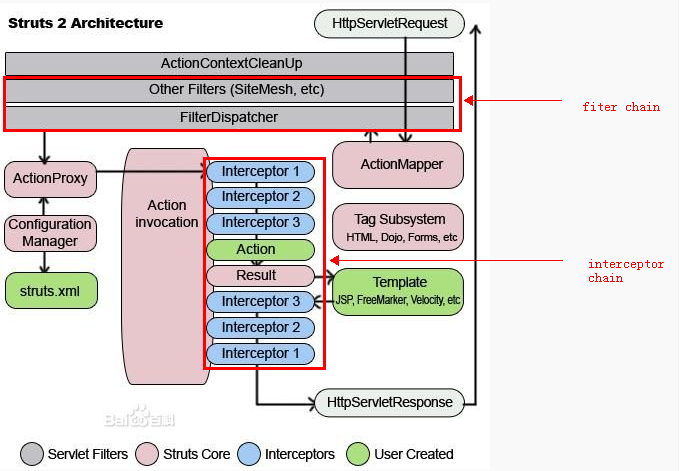 Struts 2 Architecture
HttpServletRequest
ActionContextCleanUp
Other Filters (SiteMesh, etc)
FilterDispatcher
fiter chain
ActionProxy
Configuration
Manager
struts.xml
Action
invocation
Interceptor 1
Interceptor 2
Interceptor 3
Action
Result
Interceptor 3
Interceptor 2
Interceptor 1
ActionMapper
Tag Subsystem
HTML, Dojo, Forms, etc
Template
JSP, FreeMarker, Velocity, etc
interceptor
chain
HttpServletResponse
Bai百科
Servlet Filters
Struts Core
Interceptors
User Created